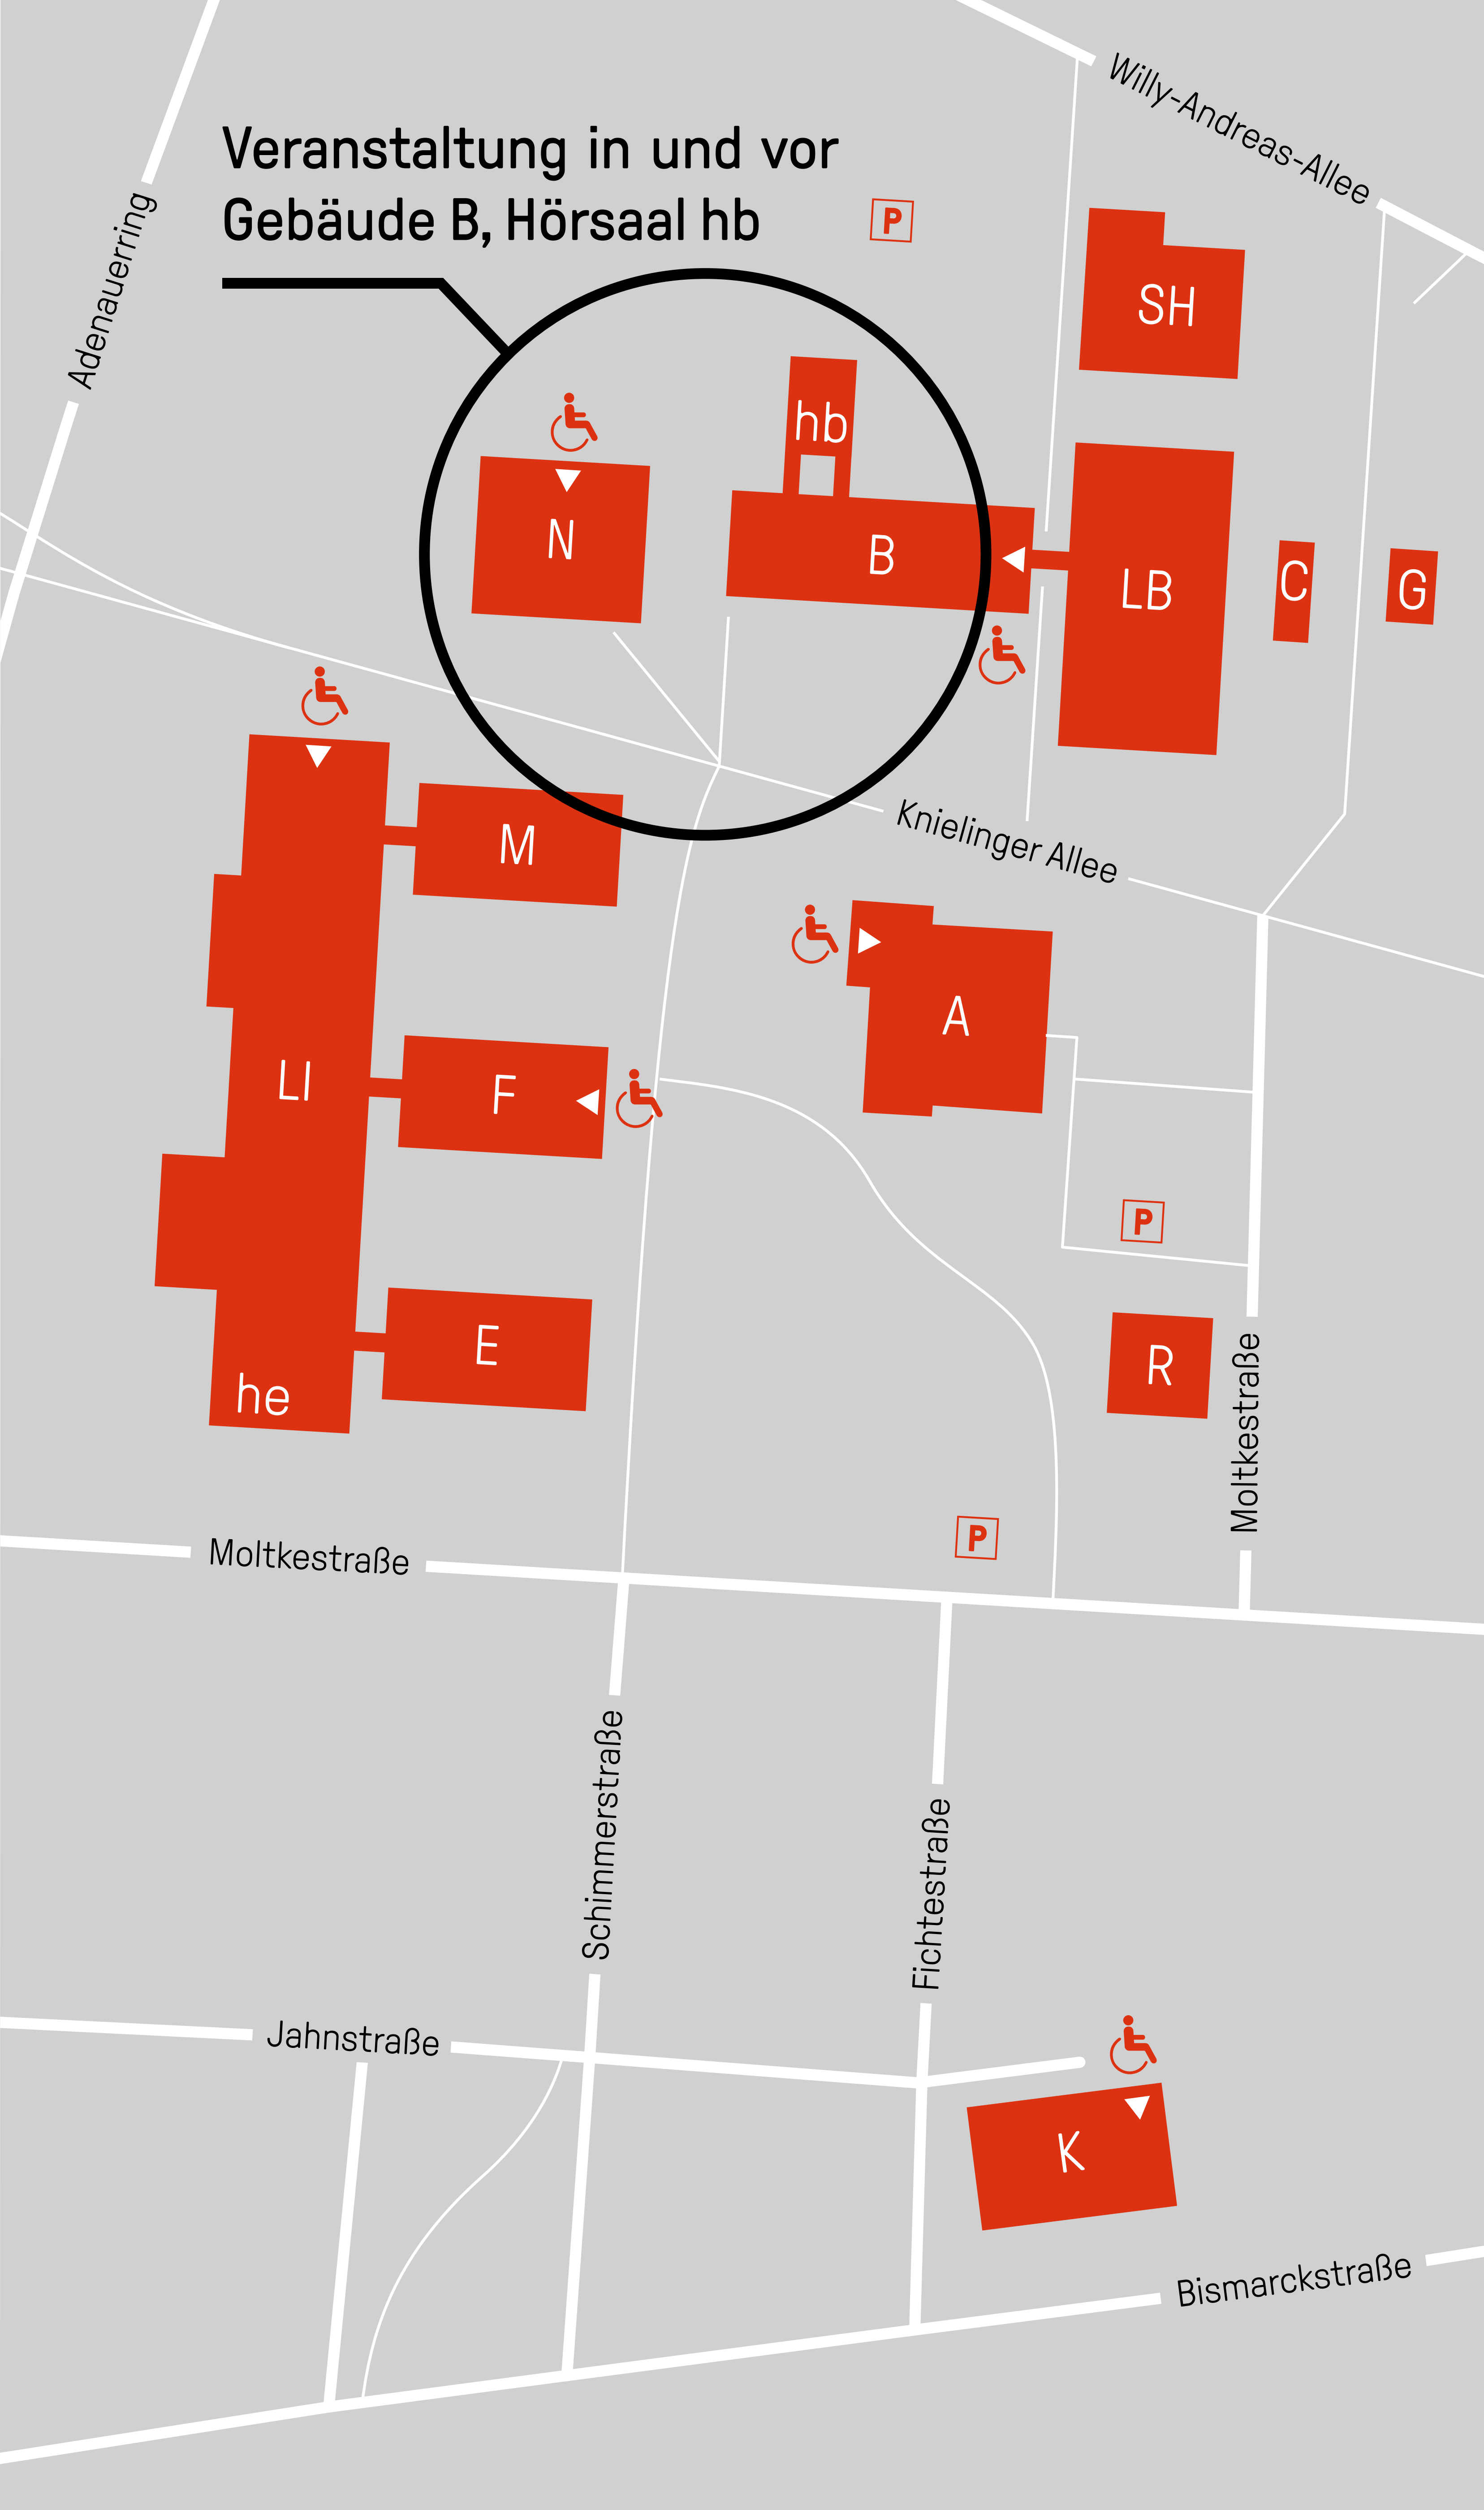 Willy-Andreas-Allee
Veranstaltung in und vor
Gebäude B, Hörsaal hb
P
Adenauerring
SH
hb
N
B
LB
C
G
M
Knielinger Allee
A
LI
F
P
E
R
he
Moltkestraße
P
Moltkestraße
Schimmerstraße
Fichtestraße
Jahnstraße
K
Bismarckstraße